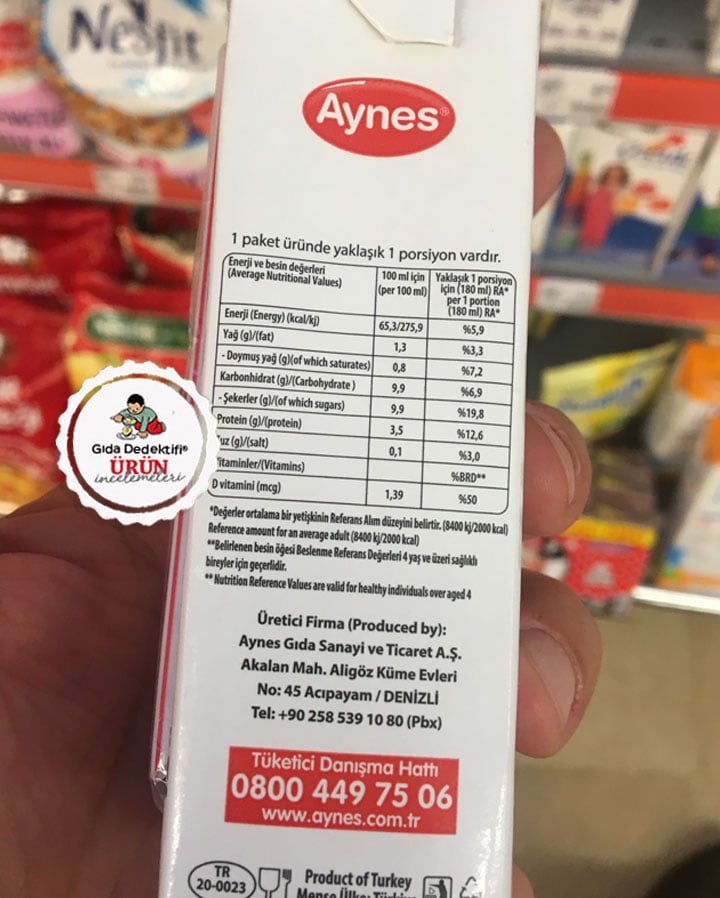 Nesfit
Aynes®
1 paket üründe yaklaşık 1 porsiyon vardır.
Enerji ve besin değerleri
(Average Nutritional Values)
100 ml için
(per 100 ml)
Yaklaşık 1 porsiyon
için (180 ml) RA*
per 1 portion
(180 ml) RA*
Enerji (Energy) (kcal/kj) 65,3/275,9 %5,9
Yağ (g)/(fat) 1,3 %3,3
- Doymuş yağ (g)(of which saturates) 0,8 %7,2
Karbonhidrat (g)/(Carbohydrate ) 9,9 %6,9
- Şekerler (g)/(of which sugars) 9,9 %19,8
Protein (g)/(protein) 3,5 %12,6
uz (g)/(salt) 0,1 %3,0
itaminler/(Vitamins) %BRD**
D vitamini (mcg) 1,39 %50
*Değerler ortalama bir yetişkinin Referans Alım düzeyini belirtir. (8400 kj/2000 kcal)
Reference amount for an average adult (8400 kj/2000 kcal)
**Belirlenen besin öğesi Beslenme Referans Değerleri 4 yaş ve üzeri sağlıklı
bireyler için geçerlidir.
** Nutrition Reference Values are valid for healthy individuals over aged 4
Üretici Firma (Produced by):
Aynes Gıda Sanayi ve Ticaret A.Ş.
Akalan Mah. Aligöz Küme Evleri
No: 45 Acıpayam / DENİZLİ
Tel: +90 258 539 10 80 (Pbx)
Tüketici Danışma Hattı
0800 449 75 06
www.aynes.com.tr
TR
20-0023
Product of Turkey
Menşe Ülke: Türkiye
Gıda Dedektifi®
ÜRÜN
incelemeleri